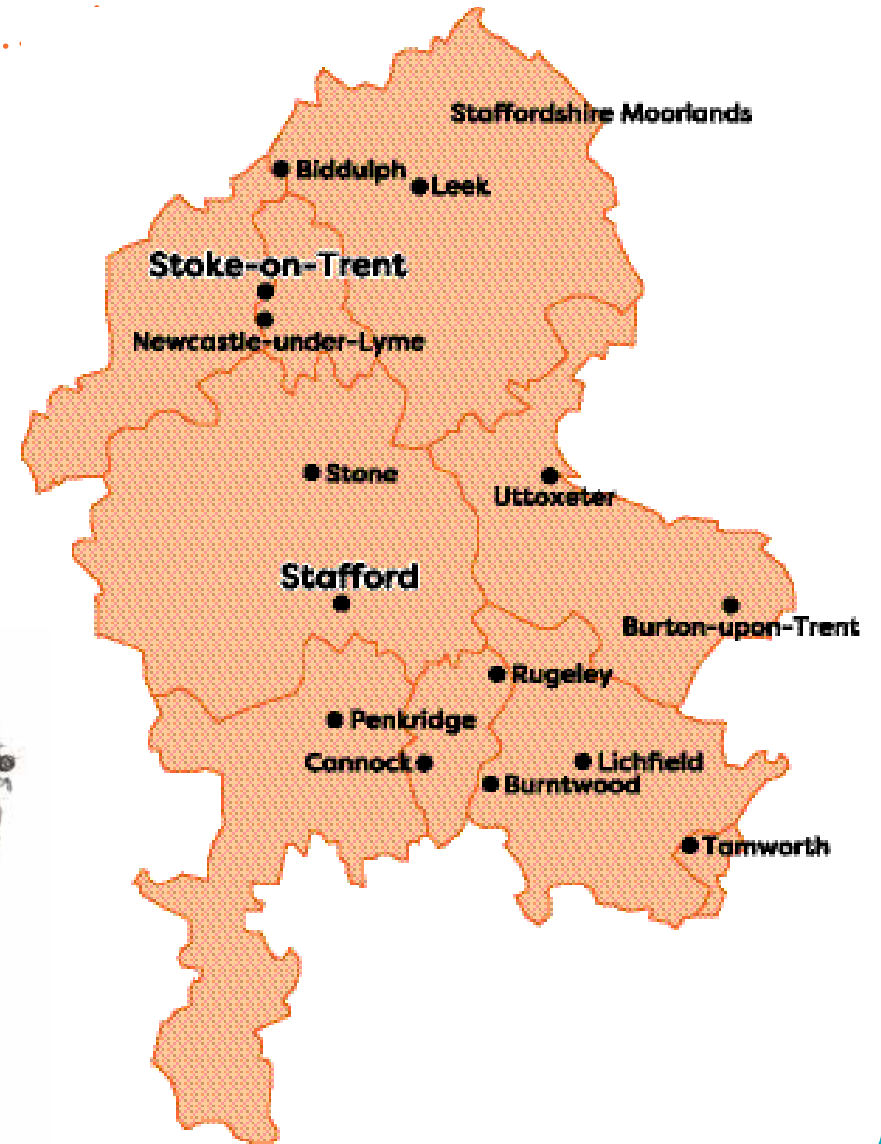 Staffordshire Moorlands
Biddulph
Leek
Stoke-on-Trent
Newcastle-under-Lyme
Stone
Uttoxeter
Stafford
Burton-upon-Trent
Rugeley
Penkridge
Cannock
Lichfield
Burntwood
Tamworth